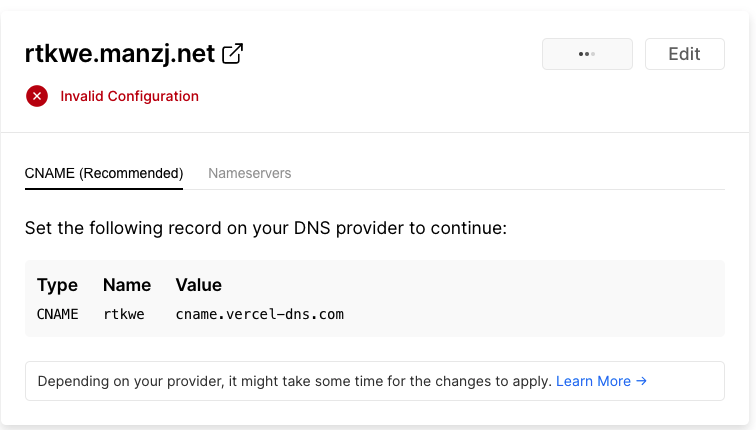 rtkwe.manzj.net
Edit
Invalid Configuration
CNAME (Recommended) Nameservers
Set the following record on your DNS provider to continue:
Type Name Value
CNAME rtkwe cname.vercel-dns.com
Depending on your provider, it might take some time for the changes to apply. Learn More →